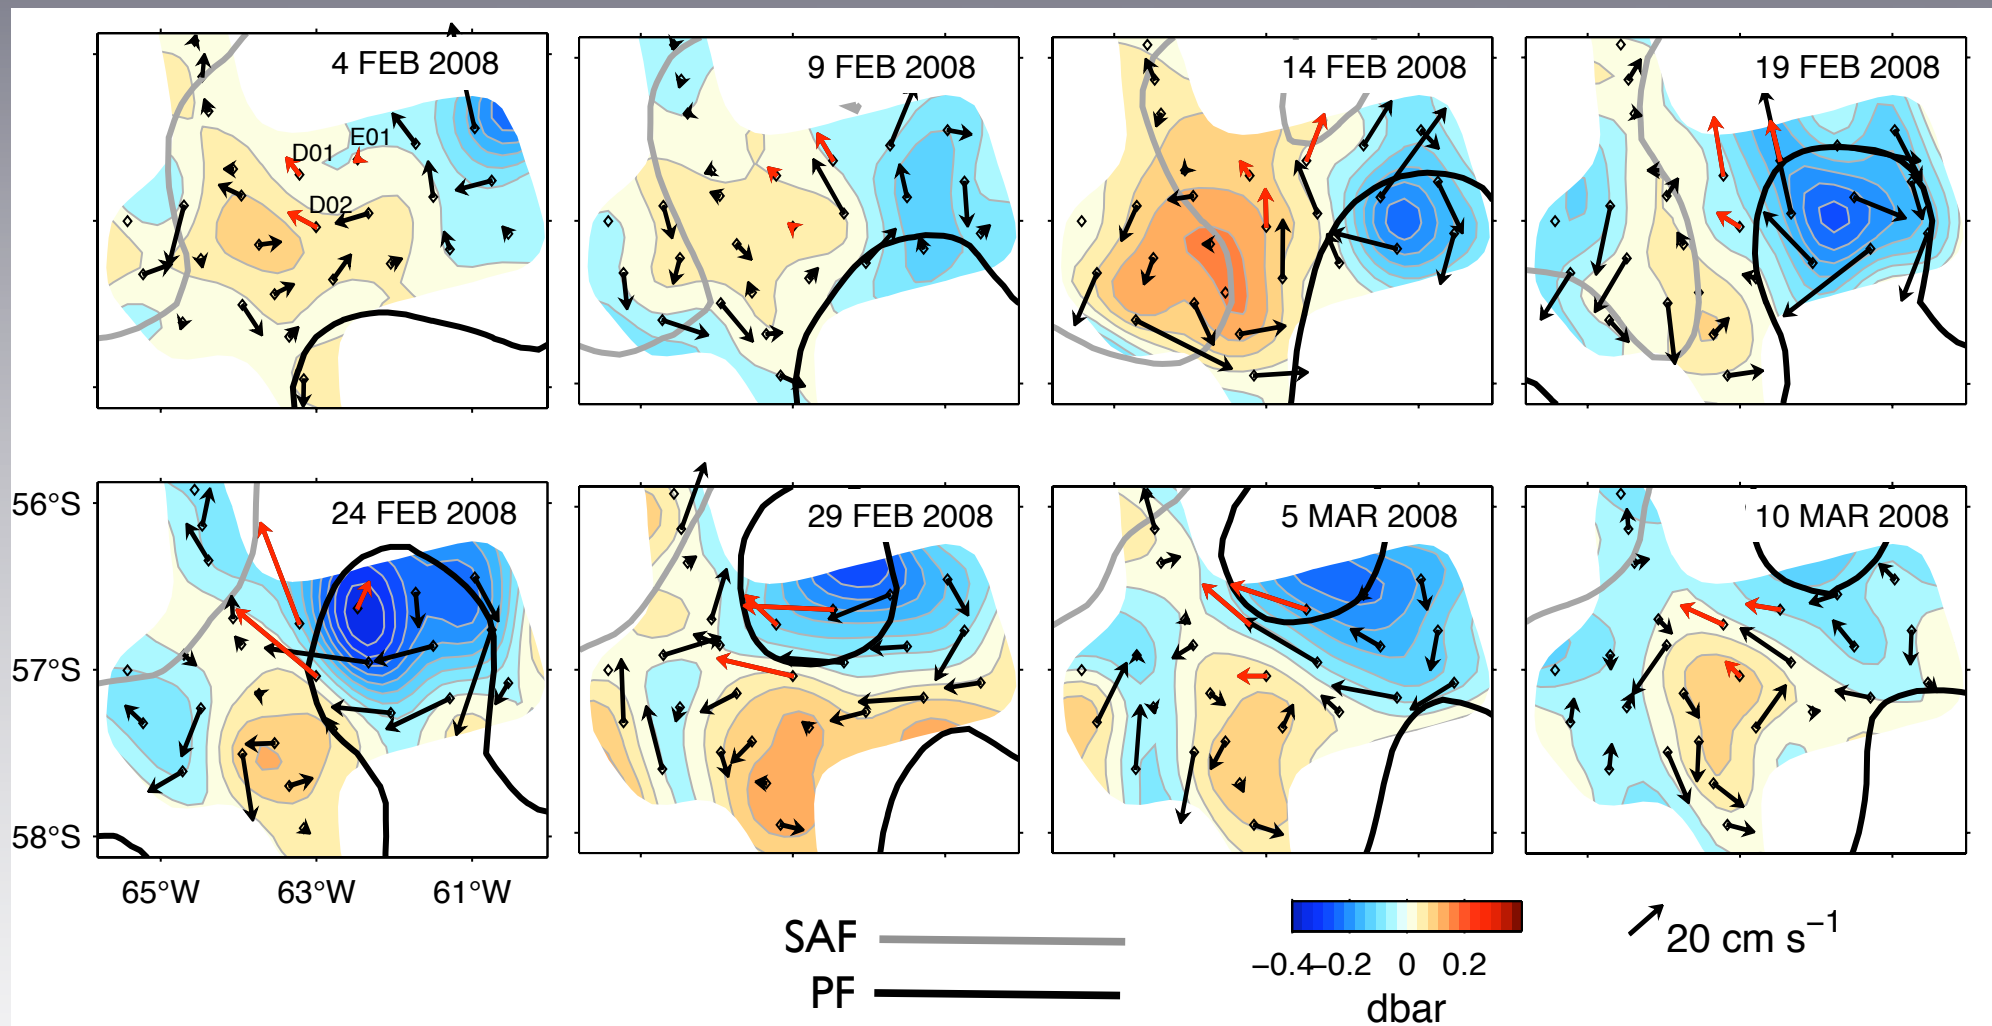 4 FEB 2008
9 FEB 2008
14 FEB 2008
19 FEB 2008
D01
E01
D02
56°S
57°S
58°S
24 FEB 2008
29 FEB 2008
5 MAR 2008
10 MAR 2008
65°W 63°W 61°W
SAF
PF
−0.4 −0.2 0 0.2
dbar
20 cm s⁻¹